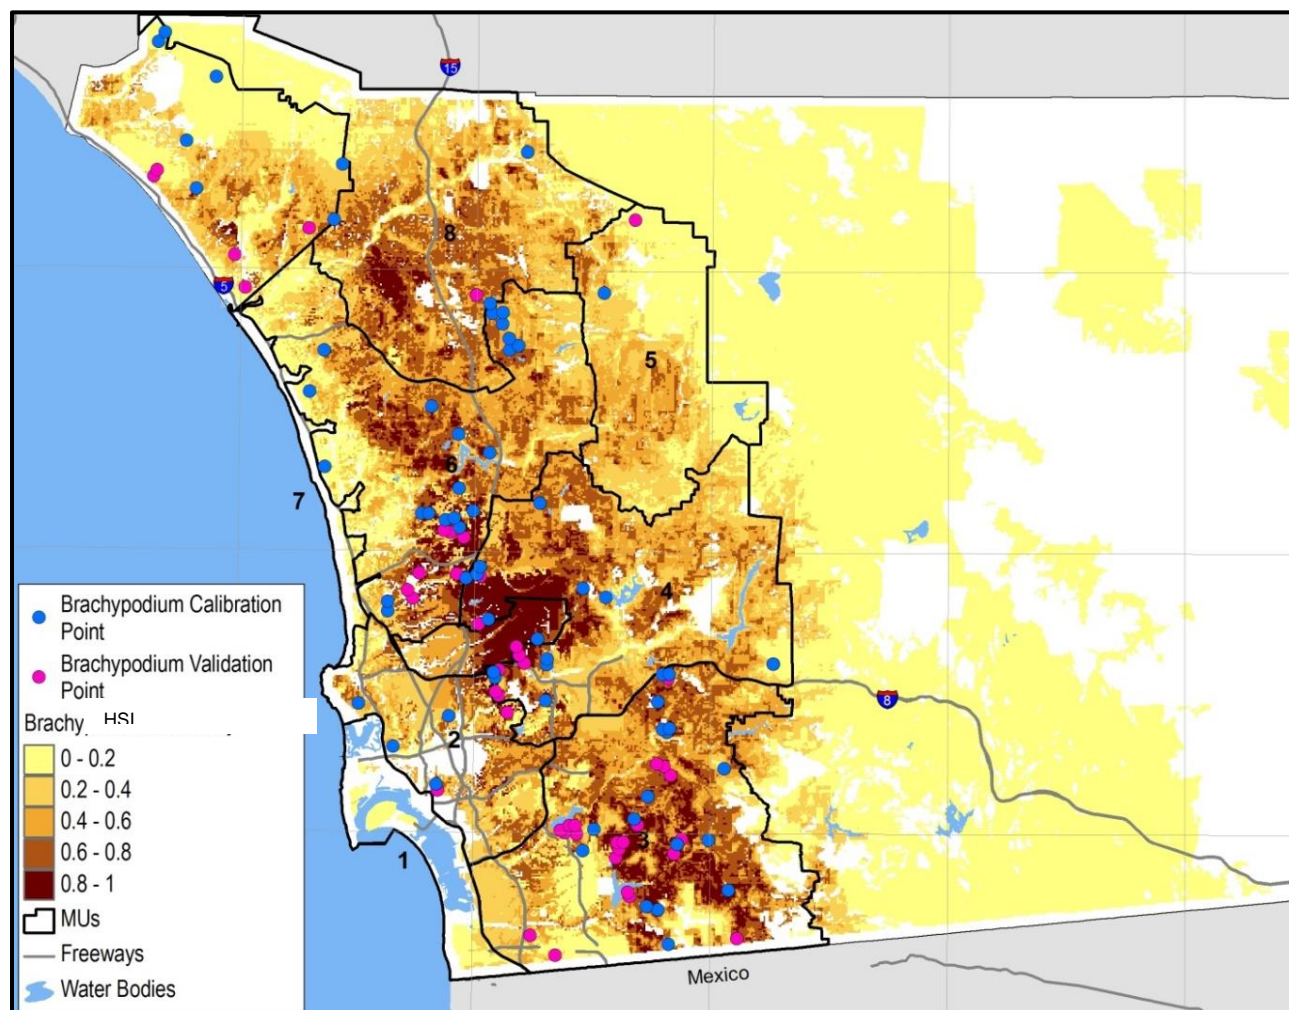 15
8
5
5
6
7
4
8
2
3
1
Mexico
Brachypodium Calibration
Point
Brachypodium Validation
Point
Brachy HSI
0 - 0.2
0.2 - 0.4
0.4 - 0.6
0.6 - 0.8
0.8 - 1
MUs
Freeways
Water Bodies